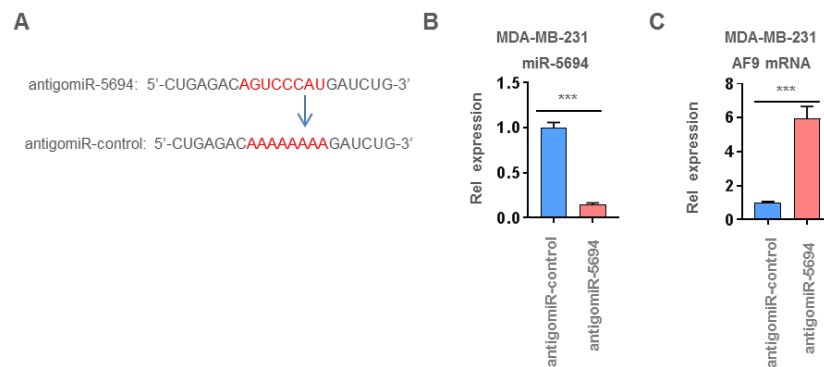 A
antigomiR-5694: 5’-CUGAGACAGUCCCAUGAUCUG-3’
antigomiR-control: 5’-CUGAGACAAAAAAAAGAUCUG-3’
B
MDA-MB-231
miR-5694
***
1.5
1.0
0.5
0.0
Rel expression
antigomiR-control
antigomiR-5694
C
MDA-MB-231
AF9 mRNA
***
8
6
4
2
0
Rel expression
antigomiR-control
antigomiR-5694